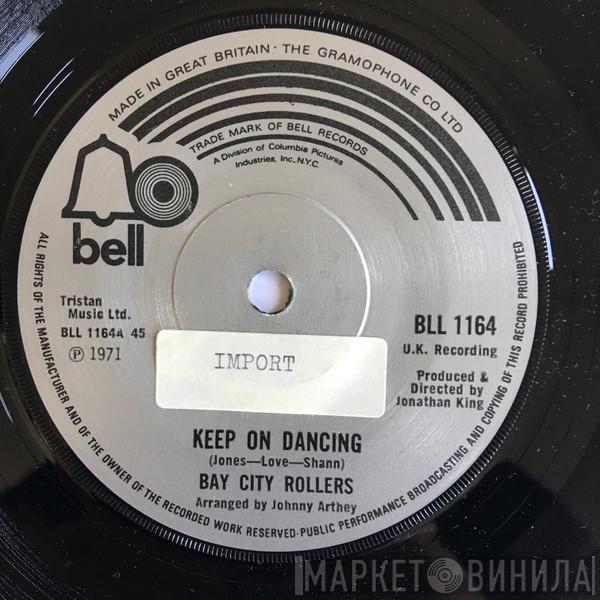 MADE IN GREAT BRITAIN · THE GRAMOPHONE CO LTD
TRADE MARK OF BELL RECORDS
A Division of Columbia Pictures
Industries, Inc. N.Y.C.
bell
Tristan
Music Ltd.
BLL 1164A 45
Ⓟ 1971
BLL 1164
U.K. Recording
Produced &
Directed by
Jonathan King
IMPORT
KEEP ON DANCING
(Jones—Love—Shann)
BAY CITY ROLLERS
Arranged by Johnny Arthey
ALL RIGHTS OF THE MANUFACTURER AND OF THE OWNER OF THE RECORDED WORK RESERVED·PUBLIC PERFORMANCE BROADCASTING AND COPYING OF THIS RECORD PROHIBITED
МАРКЕТ ВИНИЛА